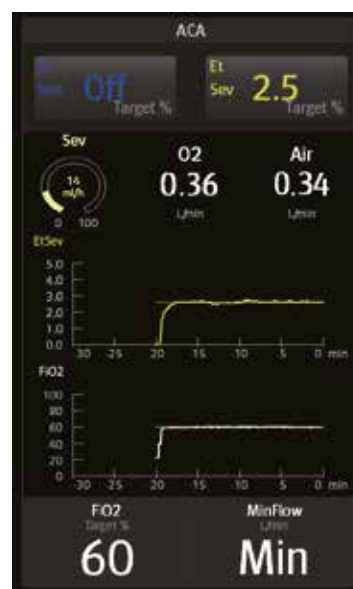 ACA
Off
Target %
Et
Sev 2.5
Target %
Sev
14
ml/h
0 100
O2
0.36
L/min
Air
0.34
L/min
EtSev
5.0
4.0
3.0
2.0
1.0
0.0
30 25 20 15 10 5 0 min
FiO2
100
80
60
40
20
0
30 25 20 15 10 5 0 min
FiO2
Target %
60
MinFlow
L/min
Min